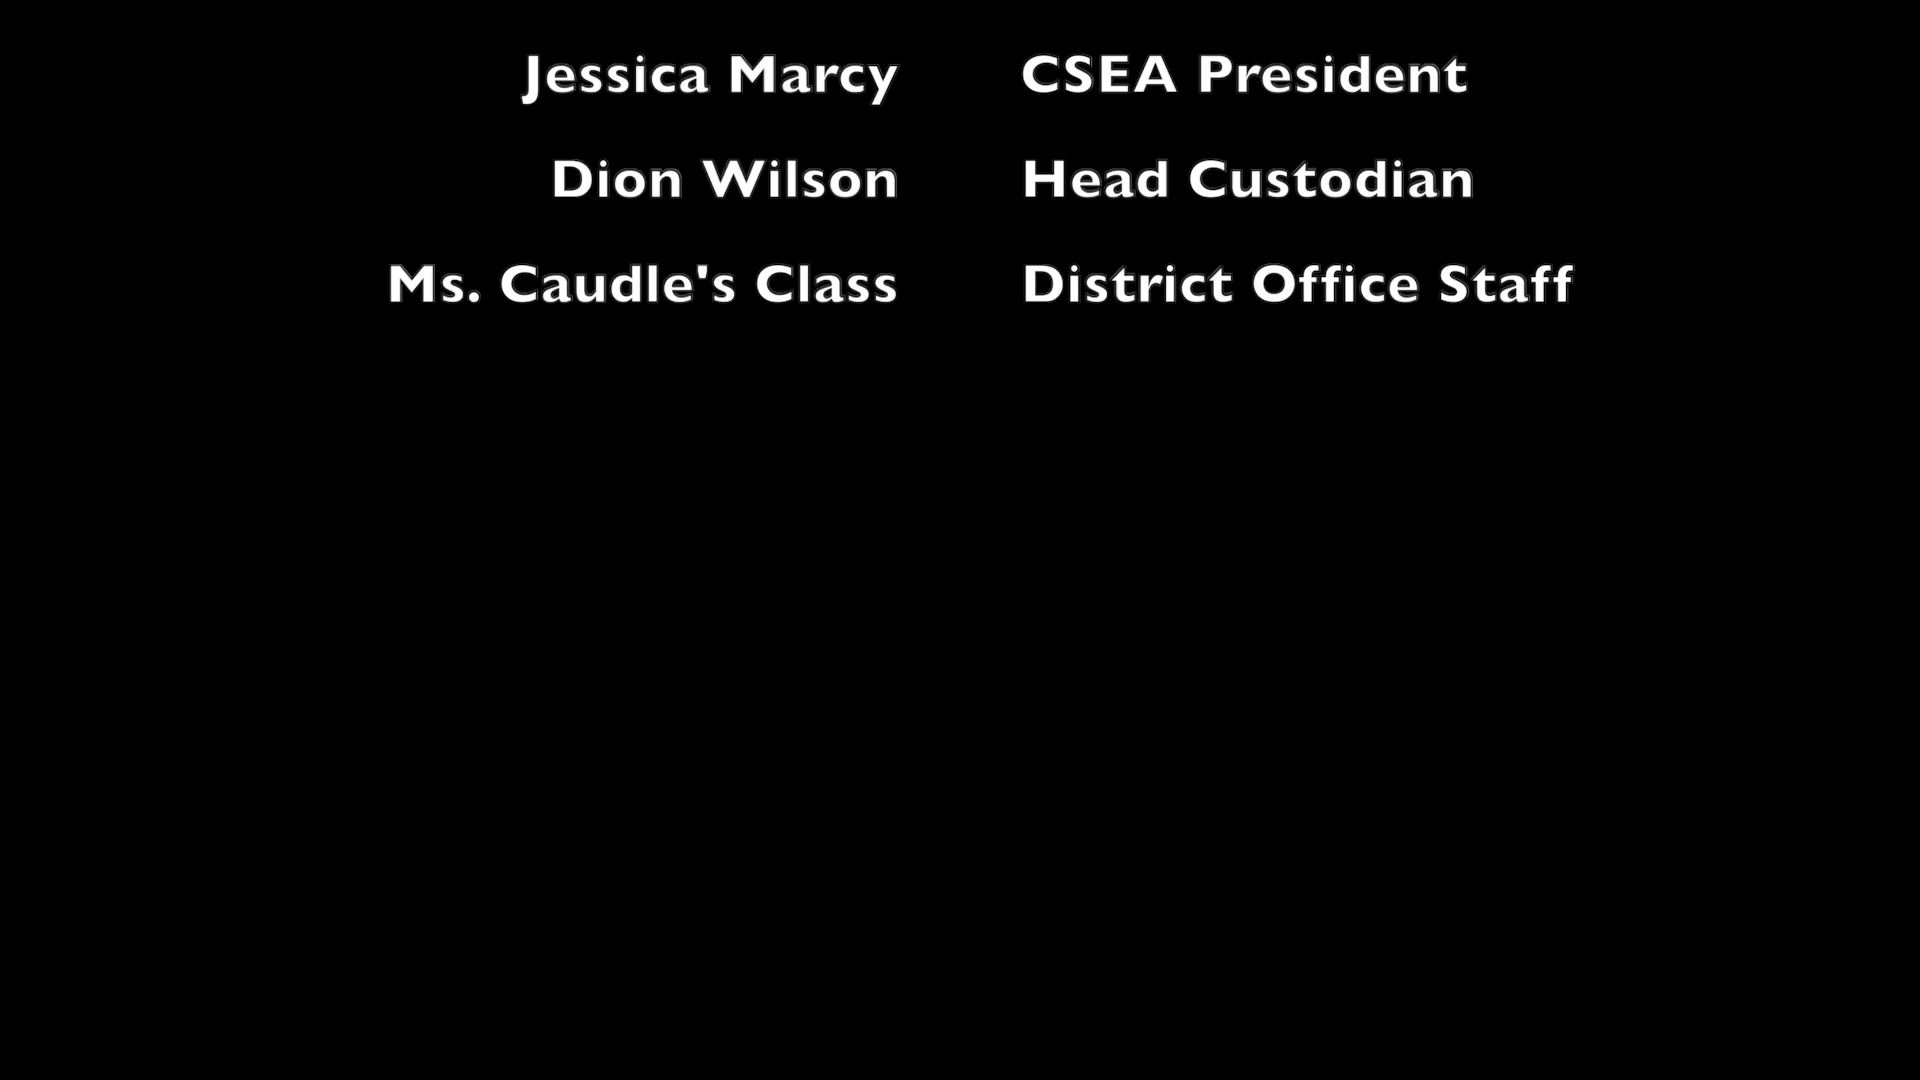 Jessica Marcy CSEA President
Dion Wilson Head Custodian
Ms. Caudle's Class District Office Staff